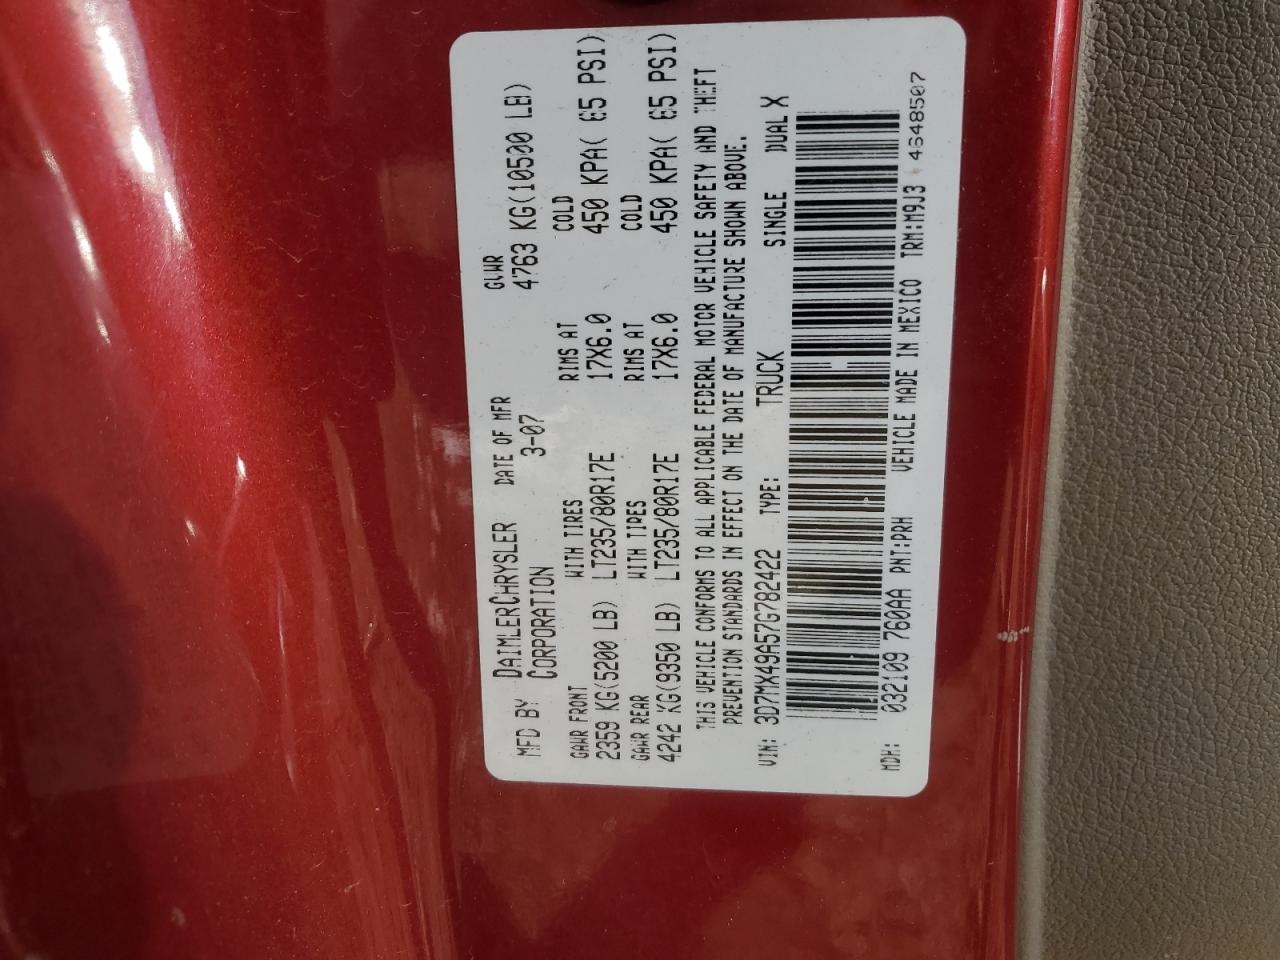 MFD BY DAIMLERCHRYSLER CORPORATION DATE OF MFR 3-07 GVWR 4763 KG(10500 LB)
GAWR FRONT WITH TIRES RIMS AT COLD
2359 KG(5200 LB) LT235/80R17E 17X6.0 450 KPA( 65 PSI)
GAWR REAR WITH TIRES RIMS AT COLD
4242 KG(9350 LB) LT235/80R17E 17X6.0 450 KPA( 65 PSI)
THIS VEHICLE CONFORMS TO ALL APPLICABLE FEDERAL MOTOR VEHICLE SAFETY AND THEFT
PREVENTION STANDARDS IN EFFECT ON THE DATE OF MANUFACTURE SHOWN ABOVE.
VIN: 3D7MX49A57G782422 TYPE: TRUCK SINGLE DUAL X
MDH: 032109 760AA PNT:PRH VEHICLE MADE IN MEXICO TRM:M9J3 4648507